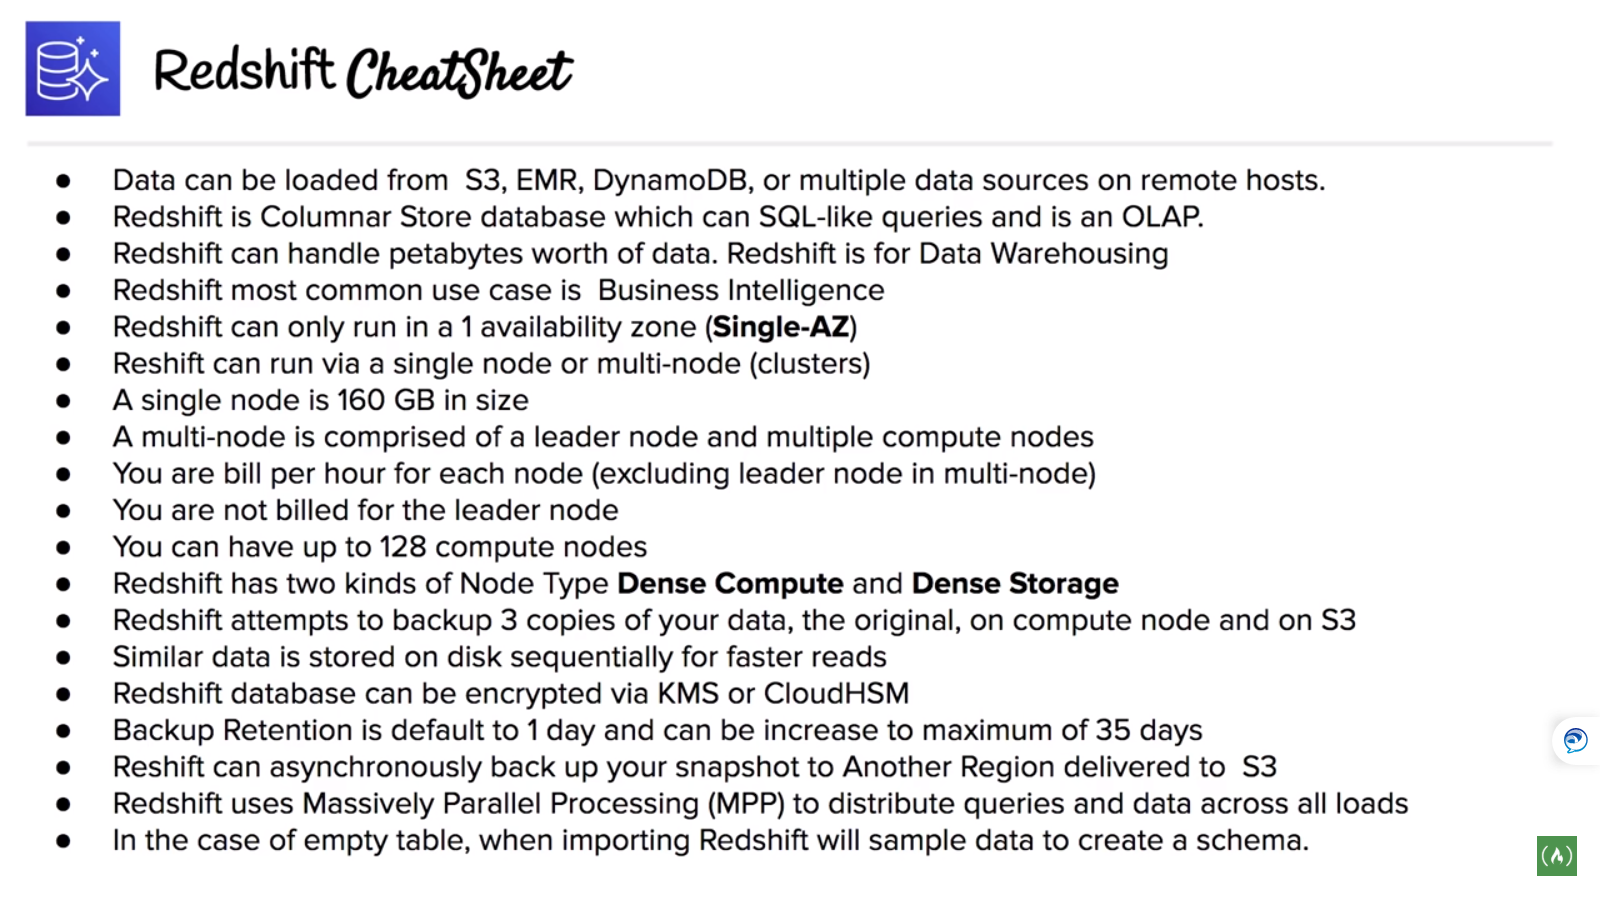 Redshift CheatSheet
● Data can be loaded from  S3, EMR, DynamoDB, or multiple data sources on remote hosts.
● Redshift is Columnar Store database which can SQL-like queries and is an OLAP.
● Redshift can handle petabytes worth of data. Redshift is for Data Warehousing
● Redshift most common use case is  Business Intelligence
● Redshift can only run in a 1 availability zone (Single-AZ)
● Reshift can run via a single node or multi-node (clusters)
● A single node is 160 GB in size
● A multi-node is comprised of a leader node and multiple compute nodes
● You are bill per hour for each node (excluding leader node in multi-node)
● You are not billed for the leader node
● You can have up to 128 compute nodes
● Redshift has two kinds of Node Type Dense Compute and Dense Storage
● Redshift attempts to backup 3 copies of your data, the original, on compute node and on S3
● Similar data is stored on disk sequentially for faster reads
● Redshift database can be encrypted via KMS or CloudHSM
● Backup Retention is default to 1 day and can be increase to maximum of 35 days
● Reshift can asynchronously back up your snapshot to Another Region delivered to  S3
● Redshift uses Massively Parallel Processing (MPP) to distribute queries and data across all loads
● In the case of empty table, when importing Redshift will sample data to create a schema.